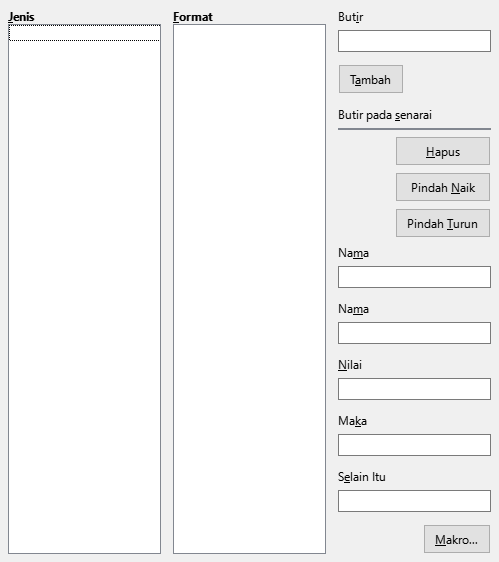 Jenis
Format
Butir
Tambah
Butir pada senarai
Hapus
Pindah Naik
Pindah Turun
Nama
Nama
Nilai
Maka
Selain Itu
Makro...